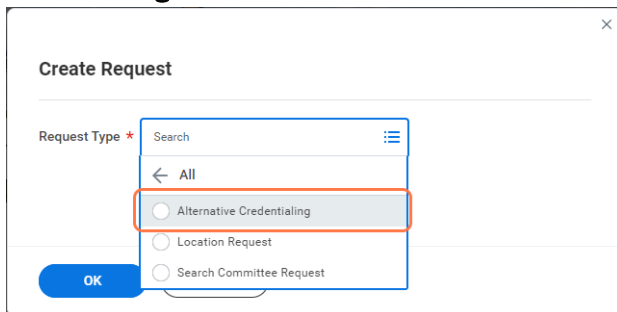 Create Request
Request Type * Search
All
Alternative Credentialing
Location Request
Search Committee Request
OK